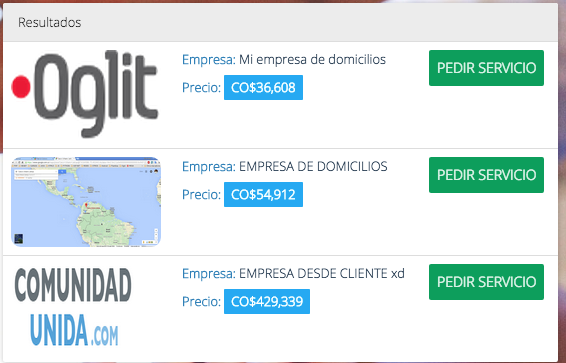 Resultados
Oglit
Empresa: Mi empresa de domicilios
Precio: CO$36,608
PEDIR SERVICIO
Empresa: EMPRESA DE DOMICILIOS
Precio: CO$54,912
PEDIR SERVICIO
COMUNIDAD
UNIDA.COM
Empresa: EMPRESA DESDE CLIENTE xd
Precio: CO$429,339
PEDIR SERVICIO